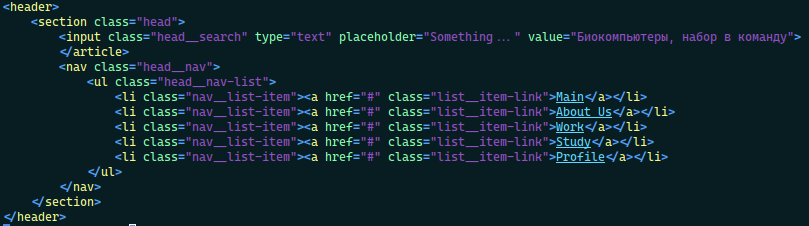 <header>
<section class="head">
<input class="head__search" type="text" placeholder="Something..." value="Биокомпьютеры, набор в команду">
</article>
<nav class="head__nav">
<ul class="head__nav-list">
<li class="nav__list-item"><a href="#" class="list__item-link">Main</a></li>
<li class="nav__list-item"><a href="#" class="list__item-link">About Us</a></li>
<li class="nav__list-item"><a href="#" class="list__item-link">Work</a></li>
<li class="nav__list-item"><a href="#" class="list__item-link">Study</a></li>
<li class="nav__list-item"><a href="#" class="list__item-link">Profile</a></li>
</ul>
</nav>
</section>
</header>